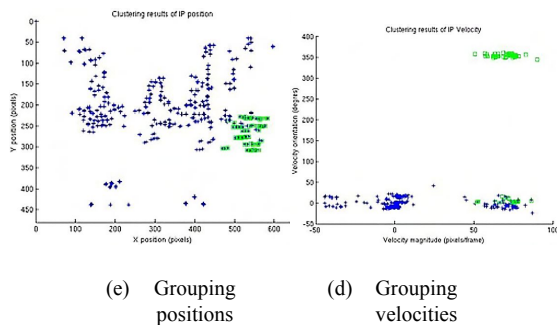 Clustering results of IP position
0
50
100
150
200
250
300
350
400
450
Y position (pixels)
0 100 200 300 400 500 600
X position (pixels)
Clustering results of IP Velocity
400
350
300
250
200
150
100
50
0
-50
Velocity orientation (degres)
-50 0 50 100
Velocity magnitude (pixels/frame)
(e) Grouping
positions
(d) Grouping
velocities